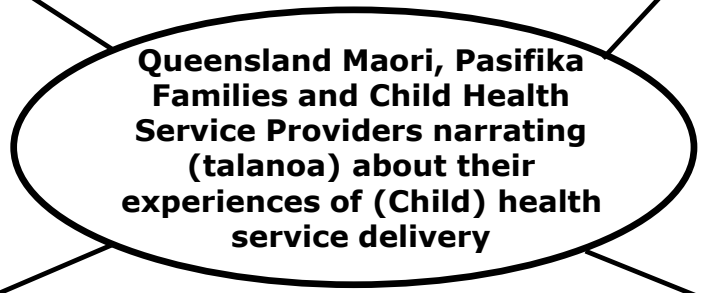 Queensland Maori, Pasifika
Families and Child Health
Service Providers narrating
(talanoa) about their
experiences of (Child) health
service delivery